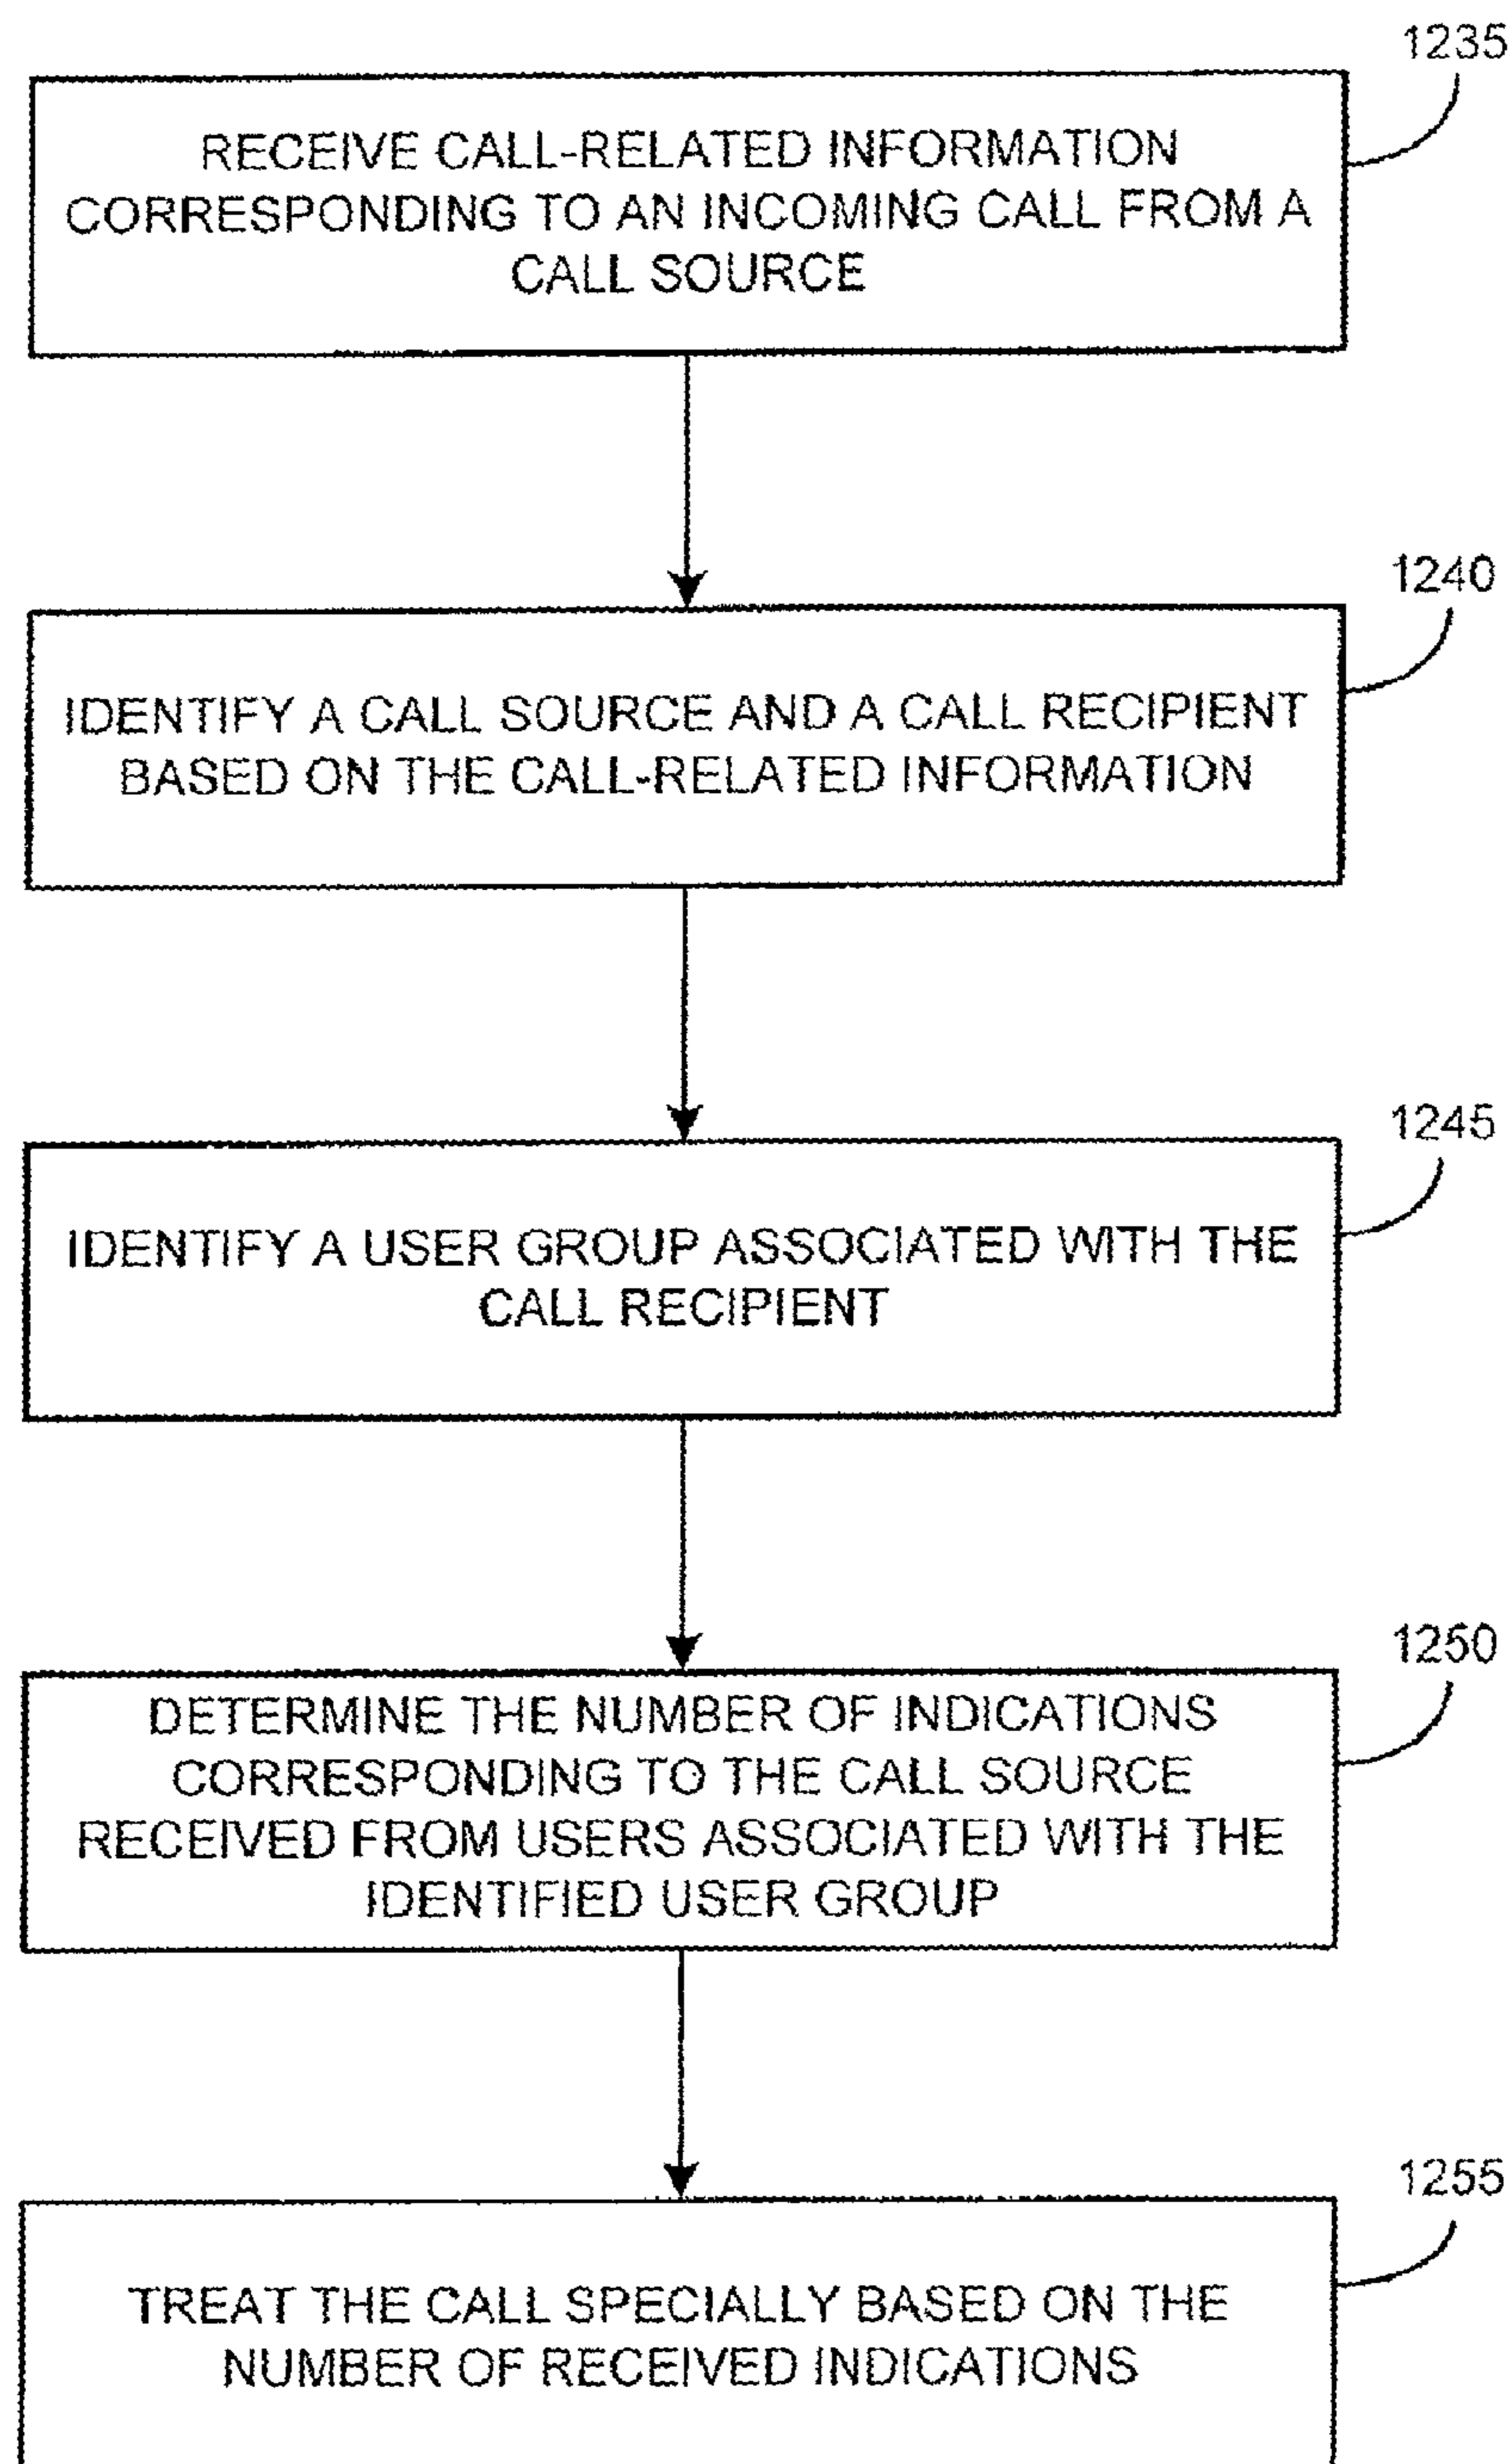 1235
RECEIVE CALL-RELATED INFORMATION
CORRESPONDING TO AN INCOMING CALL FROM A
CALL SOURCE
1240
IDENTIFY A CALL SOURCE AND A CALL RECIPIENT
BASED ON THE CALL-RELATED INFORMATION
1245
IDENTIFY A USER GROUP ASSOCIATED WITH THE
CALL RECIPIENT
1250
DETERMINE THE NUMBER OF INDICATIONS
CORRESPONDING TO THE CALL SOURCE
RECEIVED FROM USERS ASSOCIATED WITH THE
IDENTIFIED USER GROUP
1255
TREAT THE CALL SPECIALLY BASED ON THE
NUMBER OF RECEIVED INDICATIONS